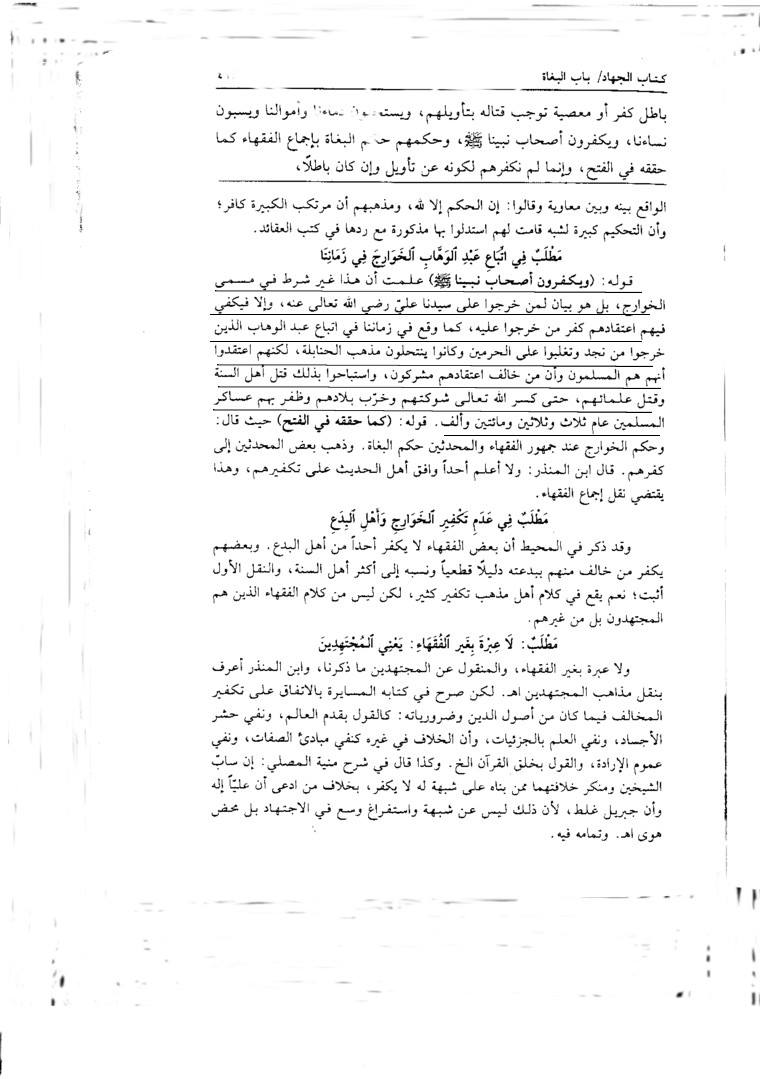 كتاب الجهاد/ باب البغاة
باطل كفر أو معصية توجب قتاله بتأويلهم، ويستحلون دماءنا وأموالنا ويسبون
نساءنا، ويكفرون أصحاب نبينا ﷺ، وحكمهم حكم البغاة بإجماع الفقهاء كما
حققه في الفتح، وإنما لم نكفرهم لكونه عن تأويل وإن كان باطلًا،
الواقع بينه وبين معاوية وقالوا: إن الحكم إلا لله، ومذهبهم أن مرتكب الكبيرة كافر؛
وأن التحكيم كبيرة لشبه قامت لهم استدلوا بها مذكورة مع ردها في كتب العقائد.
مَطْلَبٌ فِي اتِّبَاعِ عَبْدِ الْوَهَّابِ الْخَوَارِجِ فِي زَمَانِنَا
قوله: (ويكفرون أصحاب نبينا ﷺ) علمت أن هذا غير شرط في مسمى
الخوارج، بل هو بيان لمن خرجوا على سيدنا عليّ رضي الله تعالى عنه، وإلا فيكفي
فيهم اعتقادهم كفر من خرجوا عليه، كما وقع في زماننا في اتباع عبد الوهاب الذين
خرجوا من نجد وتغلبوا على الحرمين وكانوا ينتحلون مذهب الحنابلة، لكنهم اعتقدوا
أنهم هم المسلمون وأن من خالف اعتقادهم مشركون، واستباحوا بذلك قتل أهل السنة
وقتل علمائهم، حتى كسر الله تعالى شوكتهم وخرّب بلادهم وظفر بهم عساكر
المسلمين عام ثلاث وثلاثين ومائتين وألف. قوله: (كما حققه في الفتح) حيث قال:
وحكم الخوارج عند جمهور الفقهاء والمحدثين حكم البغاة. وذهب بعض المحدثين إلى
كفرهم. قال ابن المنذر: ولا أعلم أحداً وافق أهل الحديث على تكفيرهم، وهذا
يقتضي نقل إجماع الفقهاء.
مَطْلَبٌ فِي عَدَمِ تَكْفِيرِ الْخَوَارِجِ وَأَهْلِ الْبِدَعِ
وقد ذكر في المحيط أن بعض الفقهاء لا يكفر أحداً من أهل البدع. وبعضهم
يكفر من خالف منهم ببدعته دليلًا قطعياً ونسبه إلى أكثر أهل السنة، والنقل الأول
أثبت؛ نعم يقع في كلام أهل مذهب تكفير كثير، لكن ليس من كلام الفقهاء الذين هم
المجتهدون بل من غيرهم.
مَطْلَبٌ: لَا عِبْرَةَ بِغَيرِ الْفُقَهَاءِ: يَعْنِي الْمُجْتَهِدِينَ
ولا عبرة بغير الفقهاء، والمنقول عن المجتهدين ما ذكرنا، وابن المنذر أعرف
بنقل مذاهب المجتهدين اهـ. لكن صرح في كتابه المسايرة بالاتفاق على تكفير
المخالف فيما كان من أصول الدين وضرورياته: كالقول بقدم العالم، ونفي حشر
الأجساد، ونفي العلم بالجزئيات، وأن الخلاف في غيره كنفي مبادئ الصفات، ونفي
عموم الإرادة، والقول بخلق القرآن الخ. وكذا قال في شرح منية المصلي: إن سابّ
الشيخين ومنكر خلافتهما ممن بناه على شبهة له لا يكفر، بخلاف من ادعى أن عليّاً إله
وأن جبريل غلط، لأن ذلك ليس عن شبهة واستفراغ وسع في الاجتهاد بل محض
هوى اهـ. وتمامه فيه.